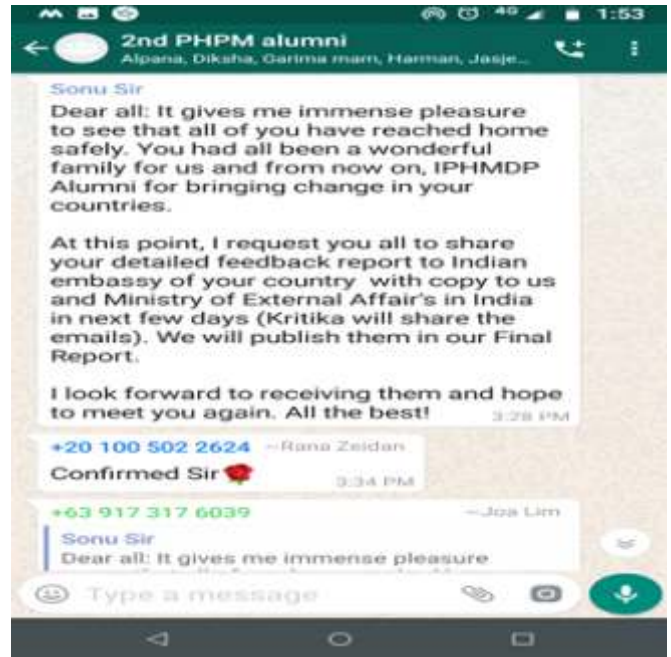 4G 1:53
2nd PHPM alumni
Alpana, Diksha, Garima mam, Harman, Jasje...
Sonu Sir
Dear all: It gives me immense pleasure
to see that all of you have reached home
safely. You had all been a wonderful
family for us and from now on, IPHMDP
Alumni for bringing change in your
countries.
At this point, I request you all to share
your detailed feedback report to Indian
embassy of your country with copy to us
and Ministry of External Affair's in India
in next few days (Kritika will share the
emails). We will publish them in our Final
Report.
I look forward to receiving them and hope
to meet you again. All the best!
3:28 PM
+20 100 502 2624 ~Rana Zeidan
Confirmed Sir🌹
3:34 PM
+63 917 317 6039 ~Joa Lim
Sonu Sir
Dear all: It gives me immense pleasure
Type a message